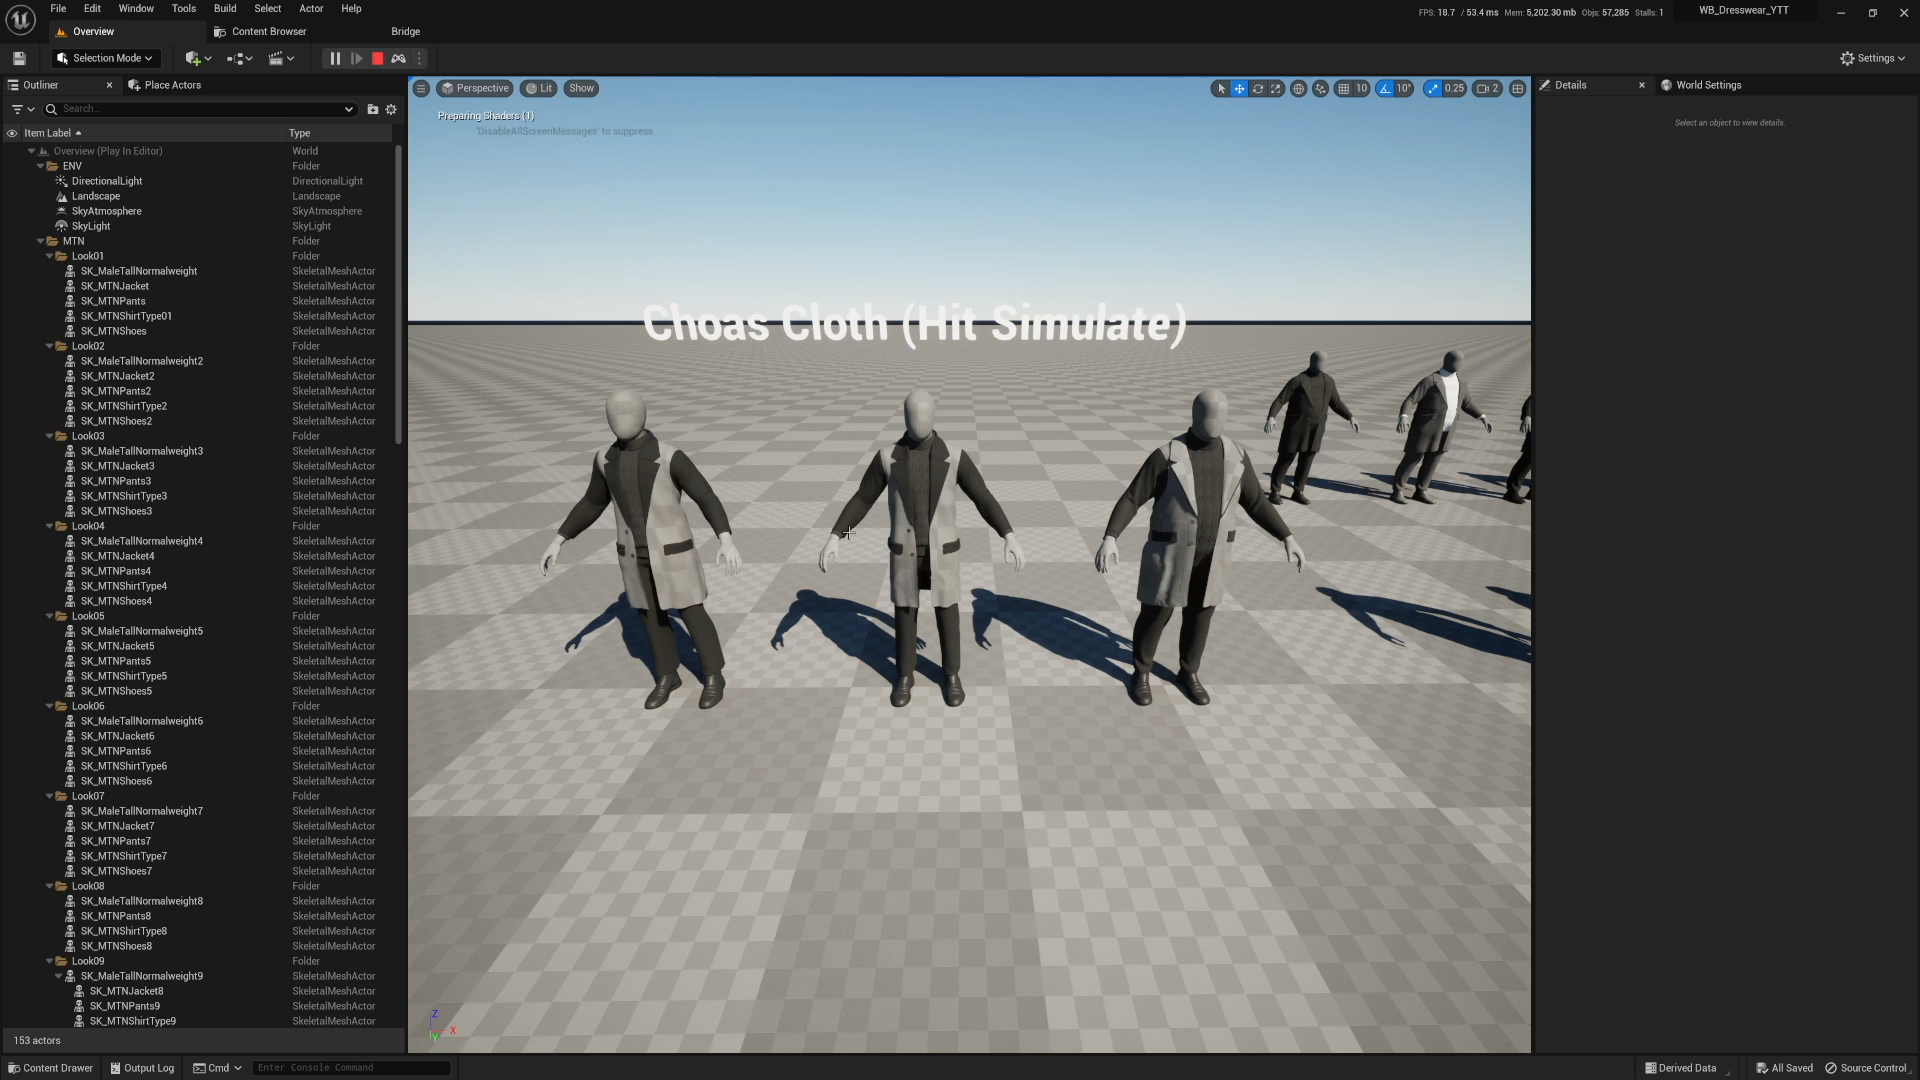 File Edit Window Tools Build Select Actor Help
FPS: 18.7 / 53.4 ms Mem: 5,202.30 mb Objs: 57,285 Stalls: 1
WB_Dresswear_YTT
Overview Content Browser Bridge
Selection Mode
Settings
Outliner Place Actors
Search...
Item Label Type
Overview (Play In Editor) World
ENV Folder
DirectionalLight DirectionalLight
Landscape Landscape
SkyAtmosphere SkyAtmosphere
SkyLight SkyLight
MTN Folder
Look01 Folder
SK_MaleTallNormalweight SkeletalMeshActor
SK_MTNJacket SkeletalMeshActor
SK_MTNPants SkeletalMeshActor
SK_MTNShirtType01 SkeletalMeshActor
SK_MTNShoes SkeletalMeshActor
Look02 Folder
SK_MaleTallNormalweight2 SkeletalMeshActor
SK_MTNJacket2 SkeletalMeshActor
SK_MTNPants2 SkeletalMeshActor
SK_MTNShirtType2 SkeletalMeshActor
SK_MTNShoes2 SkeletalMeshActor
Look03 Folder
SK_MaleTallNormalweight3 SkeletalMeshActor
SK_MTNJacket3 SkeletalMeshActor
SK_MTNPants3 SkeletalMeshActor
SK_MTNShirtType3 SkeletalMeshActor
SK_MTNShoes3 SkeletalMeshActor
Look04 Folder
SK_MaleTallNormalweight4 SkeletalMeshActor
SK_MTNJacket4 SkeletalMeshActor
SK_MTNPants4 SkeletalMeshActor
SK_MTNShirtType4 SkeletalMeshActor
SK_MTNShoes4 SkeletalMeshActor
Look05 Folder
SK_MaleTallNormalweight5 SkeletalMeshActor
SK_MTNJacket5 SkeletalMeshActor
SK_MTNPants5 SkeletalMeshActor
SK_MTNShirtType5 SkeletalMeshActor
SK_MTNShoes5 SkeletalMeshActor
Look06 Folder
SK_MaleTallNormalweight6 SkeletalMeshActor
SK_MTNJacket6 SkeletalMeshActor
SK_MTNPants6 SkeletalMeshActor
SK_MTNShirtType6 SkeletalMeshActor
SK_MTNShoes6 SkeletalMeshActor
Look07 Folder
SK_MaleTallNormalweight7 SkeletalMeshActor
SK_MTNJacket7 SkeletalMeshActor
SK_MTNPants7 SkeletalMeshActor
SK_MTNShirtType7 SkeletalMeshActor
SK_MTNShoes7 SkeletalMeshActor
Look08 Folder
SK_MaleTallNormalweight8 SkeletalMeshActor
SK_MTNPants8 SkeletalMeshActor
SK_MTNShirtType8 SkeletalMeshActor
SK_MTNShoes8 SkeletalMeshActor
Look09 Folder
SK_MaleTallNormalweight9 SkeletalMeshActor
SK_MTNJacket8 SkeletalMeshActor
SK_MTNPants9 SkeletalMeshActor
SK_MTNShirtType9 SkeletalMeshActor
153 actors
Perspective Lit Show
10 10° 0.25 2
Preparing Shaders (1)
'DisableAllScreenMessages' to suppress
Choas Cloth (Hit Simulate)
Z
X
Y
Details World Settings
Select an object to view details.
Content Drawer Output Log Cmd Enter Console Command
Derived Data All Saved Source Control